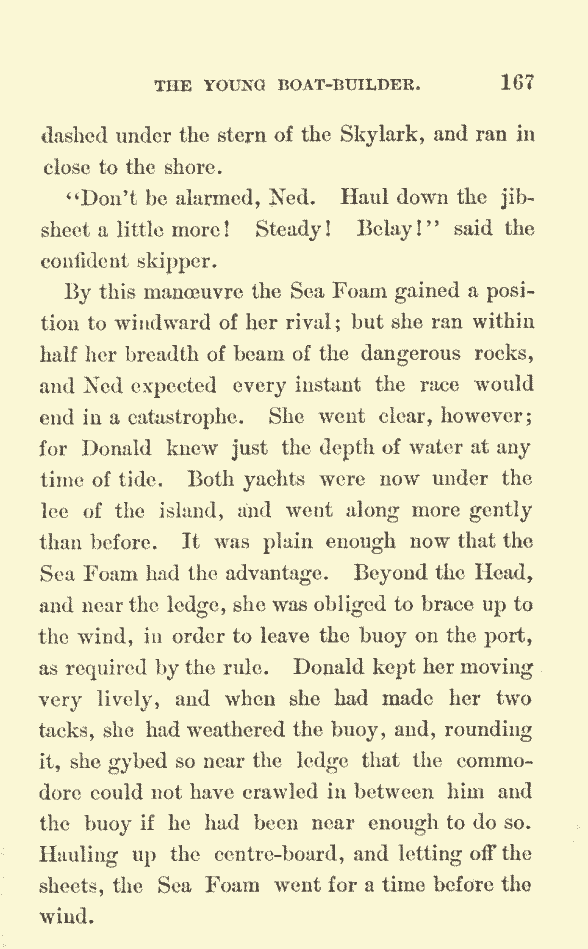 THE YOUNG BOAT-BUILDER. 167
dashed under the stern of the Skylark, and ran in
close to the shore.
“Don’t be alarmed, Ned. Haul down the jib-
sheet a little more! Steady! Belay!” said the
confident skipper.
By this manœuvre the Sea Foam gained a posi-
tion to windward of her rival; but she ran within
half her breadth of beam of the dangerous rocks,
and Ned expected every instant the race would
end in a catastrophe. She went clear, however;
for Donald knew just the depth of water at any
time of tide. Both yachts were now under the
lee of the island, and went along more gently
than before. It was plain enough now that the
Sea Foam had the advantage. Beyond the Head,
and near the ledge, she was obliged to brace up to
the wind, in order to leave the buoy on the port,
as required by the rule. Donald kept her moving
very lively, and when she had made her two
tacks, she had weathered the buoy, and, rounding
it, she gybed so near the ledge that the commo-
dore could not have crawled in between him and
the buoy if he had been near enough to do so.
Hauling up the centre-board, and letting off the
sheets, the Sea Foam went for a time before the
wind.